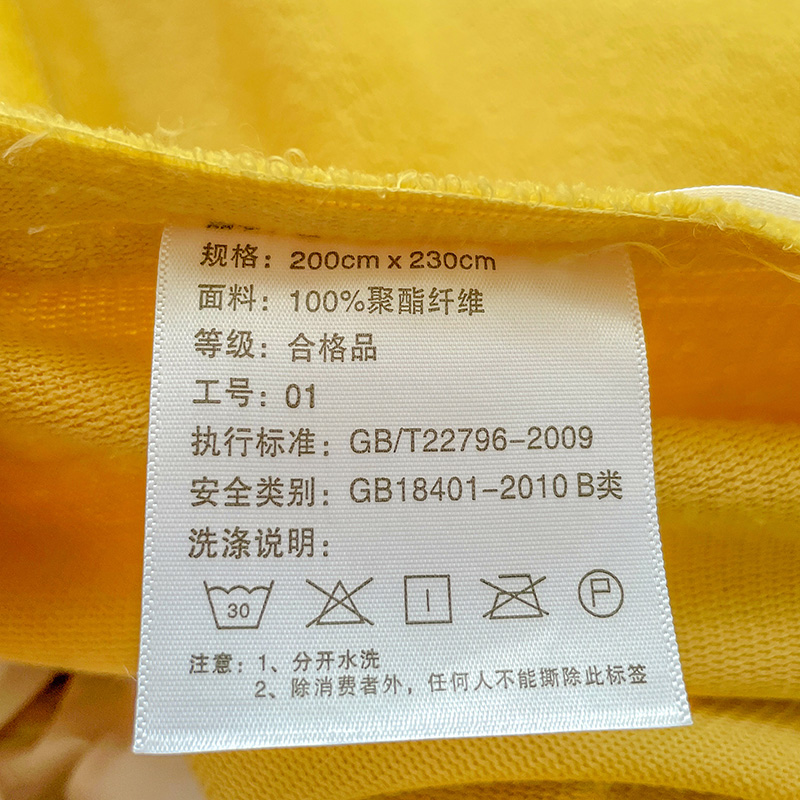 规格：200cm x 230cm
面料：100%聚酯纤维
等级：合格品
工号：01
执行标准：GB/T22796-2009
安全类别：GB18401-2010 B类
洗涤说明：
30 P
注意：1、分开水洗
2、除消费者外，任何人不能撕除此标签